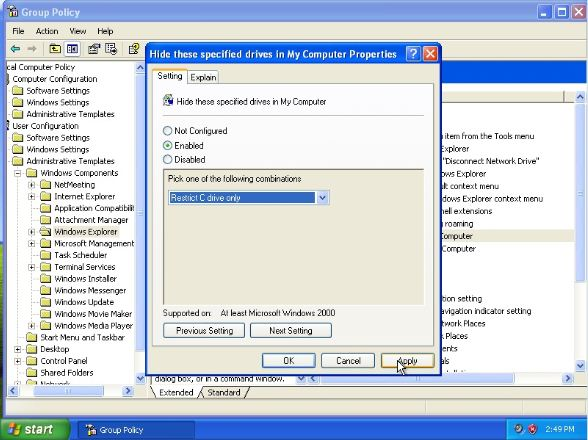 Group Policy
File Action View Help
Hide these specified drives in My Computer Properties
Setting Explain
Hide these specified drives in My Computer
Not Configured
Enabled
Disabled
Pick one of the following combinations
Restrict C drive only
Supported on: At least Microsoft Windows 2000
Previous Setting Next Setting
OK Cancel Apply
cal Computer Policy
Computer Configuration
Software Settings
Windows Settings
Administrative Templates
User Configuration
Software Settings
Windows Settings
Administrative Templates
Windows Components
NetMeeting
Internet Explorer
Application Compatibili
Attachment Manager
Windows Explorer
Microsoft Management
Task Scheduler
Terminal Services
Windows Installer
Windows Messenger
Windows Update
Windows Movie Maker
Windows Media Player
Start Menu and Taskbar
Desktop
Control Panel
Shared Folders
Network
item from the Tools menu
Explorer
"Disconnect Network Drive"
Explorer
ult context menu
ws Explorer context menu
ell extensions
roaming
Computer
Computer
tion setting
avigation indicator setting
twork Places
k Places
dialog box, or in a command window.
Extended Standard
start Group Policy 2:49 PM